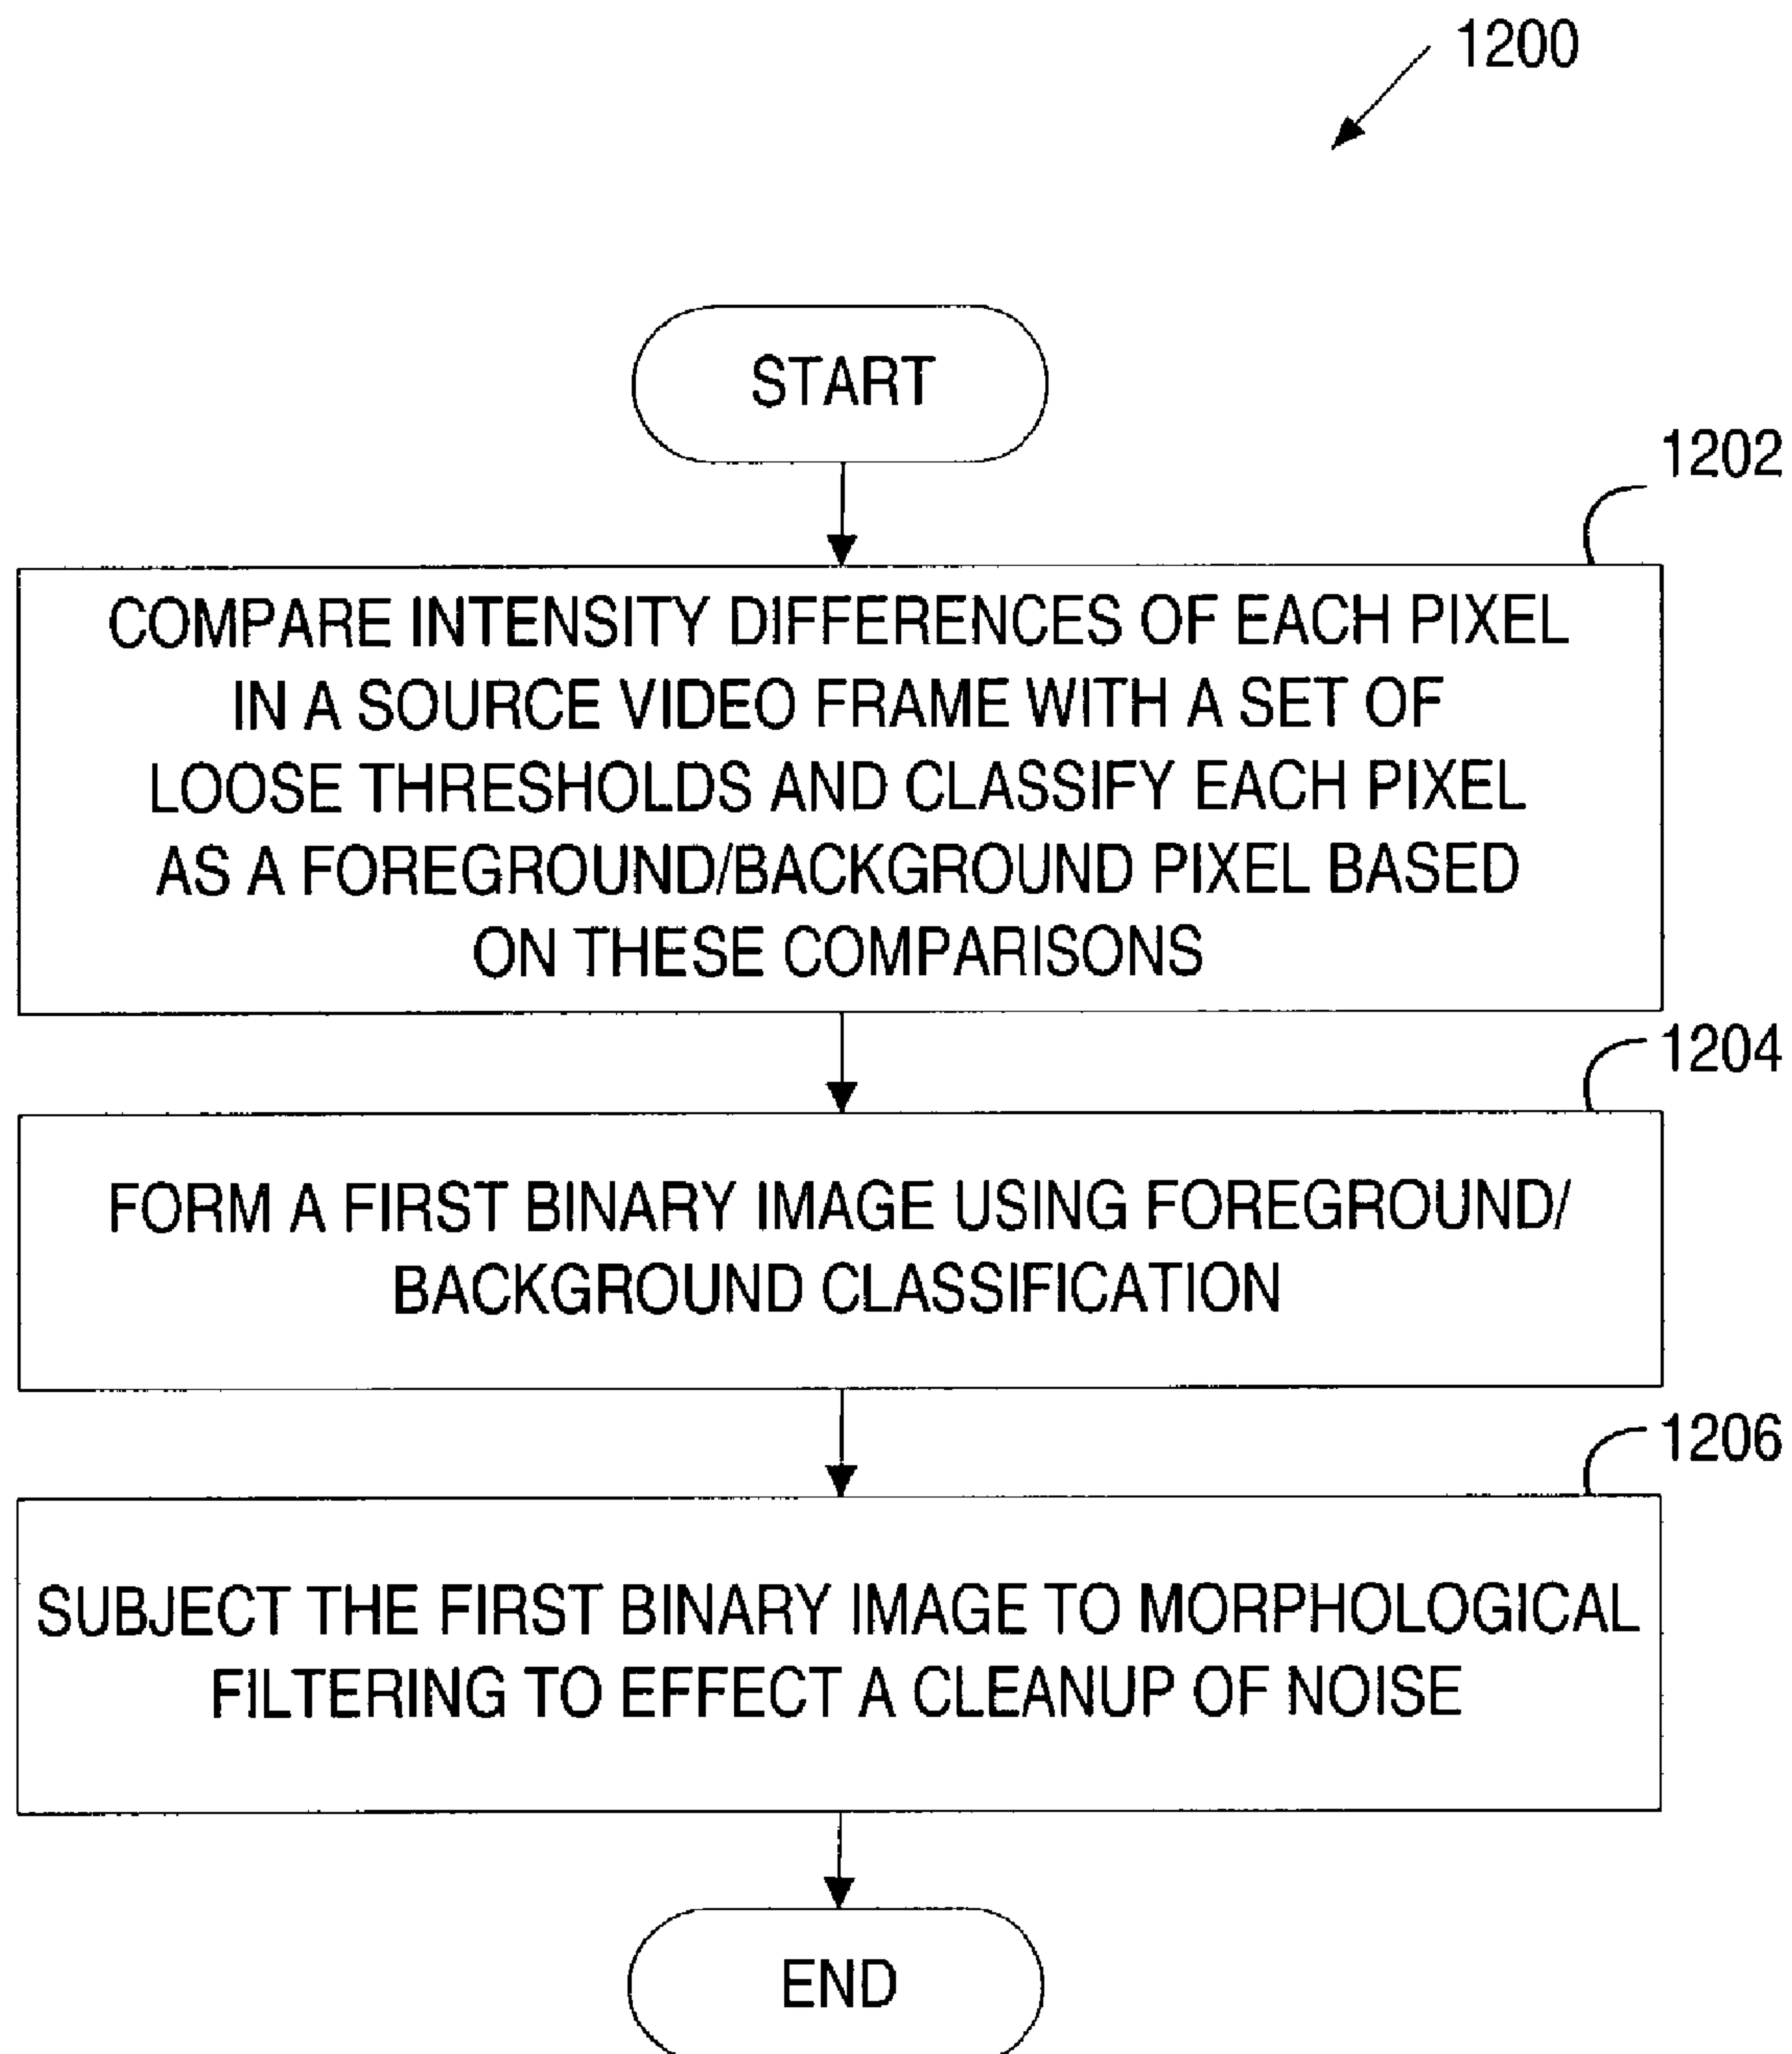 1200
START
1202
COMPARE INTENSITY DIFFERENCES OF EACH PIXEL
IN A SOURCE VIDEO FRAME WITH A SET OF
LOOSE THRESHOLDS AND CLASSIFY EACH PIXEL
AS A FOREGROUND/BACKGROUND PIXEL BASED
ON THESE COMPARISONS
1204
FORM A FIRST BINARY IMAGE USING FOREGROUND/
BACKGROUND CLASSIFICATION
1206
SUBJECT THE FIRST BINARY IMAGE TO MORPHOLOGICAL
FILTERING TO EFFECT A CLEANUP OF NOISE
END